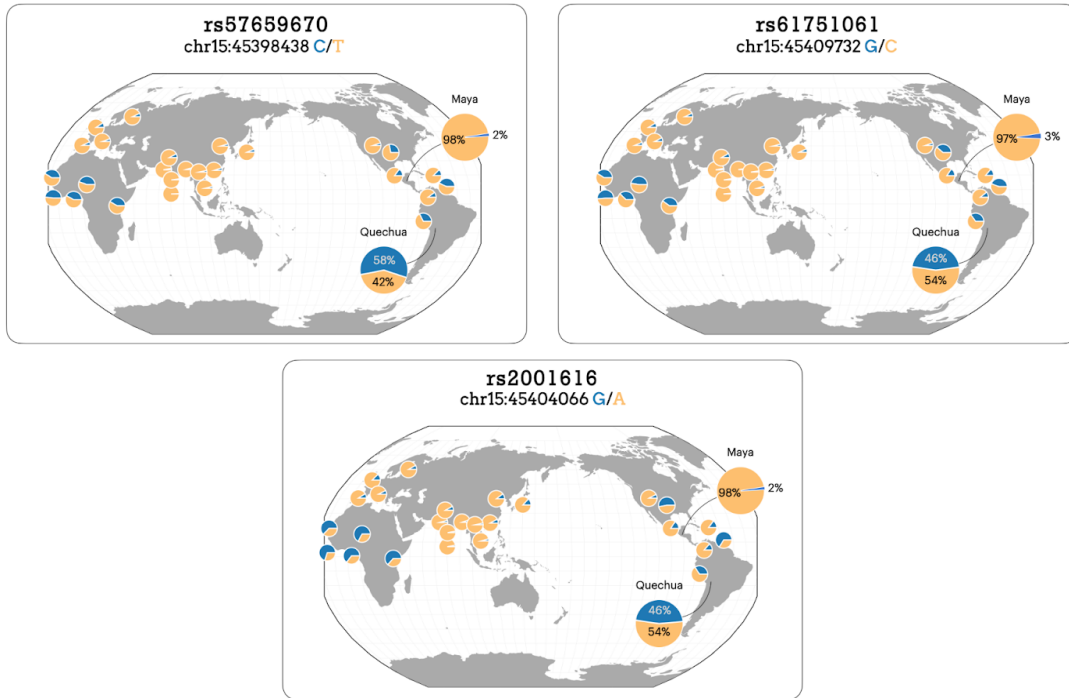 rs57659670
chr15:45398438 C/T
Maya
98%
2%
Quechua
58%
42%
rs61751061
chr15:45409732 G/C
Maya
97%
3%
Quechua
46%
54%
rs2001616
chr15:45404066 G/A
Maya
98%
2%
Quechua
46%
54%